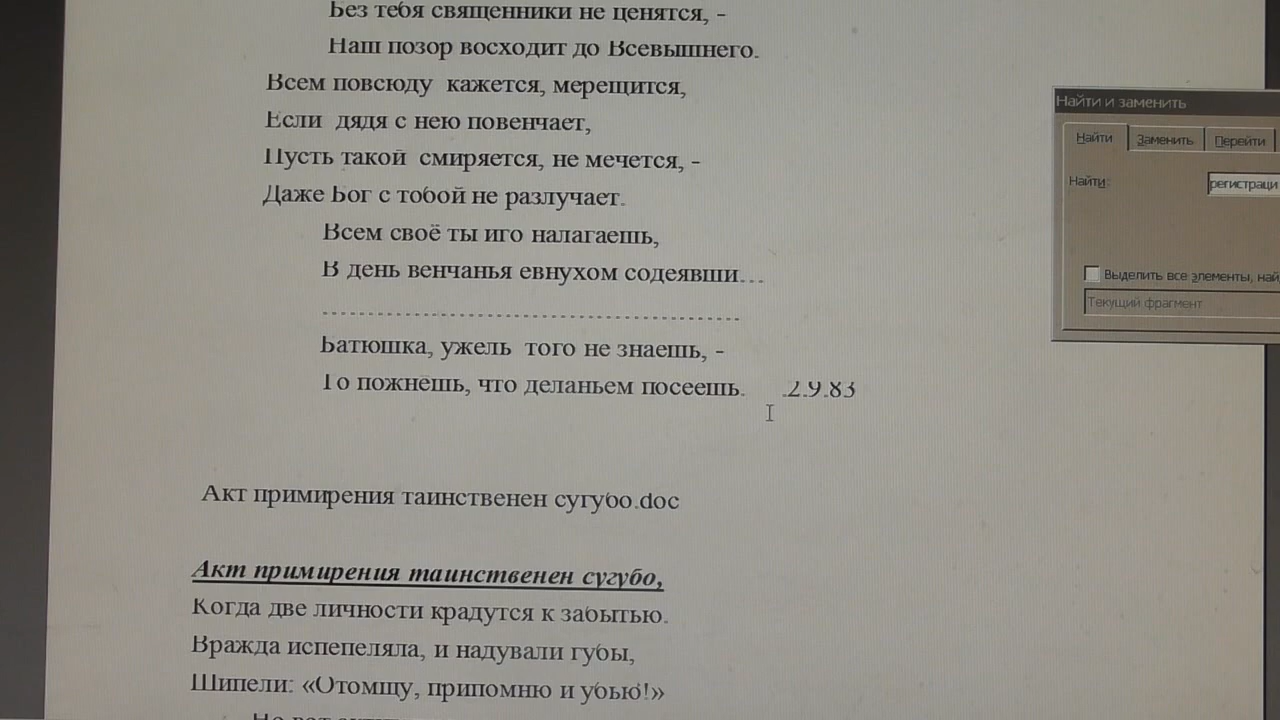 Без тебя священники не ценятся, -
Наш позор восходит до Всевышнего.
Всем повсюду кажется, мерещится,
Если дядя с нею повенчает,
Пусть такой смиряется, не мечется, -
Даже Бог с тобой не разлучает.
Всем своё ты иго налагаешь,
В день венчанья евнухом содеявши…
Батюшка, ужель того не знаешь, -
То пожнёшь, что деланьем посеешь. .2.9.83
Акт примирения таинственен сугубо.doc
Акт примирения таинственен сугубо,
Когда две личности крадутся к забытью.
Вражда испепеляла, и надували губы,
Шипели: «Отомщу, припомню и убью!»
Найти и заменить
Найти Заменить Перейти
Найти: регистраци
Выделить все элементы, най
Текущий фрагмент